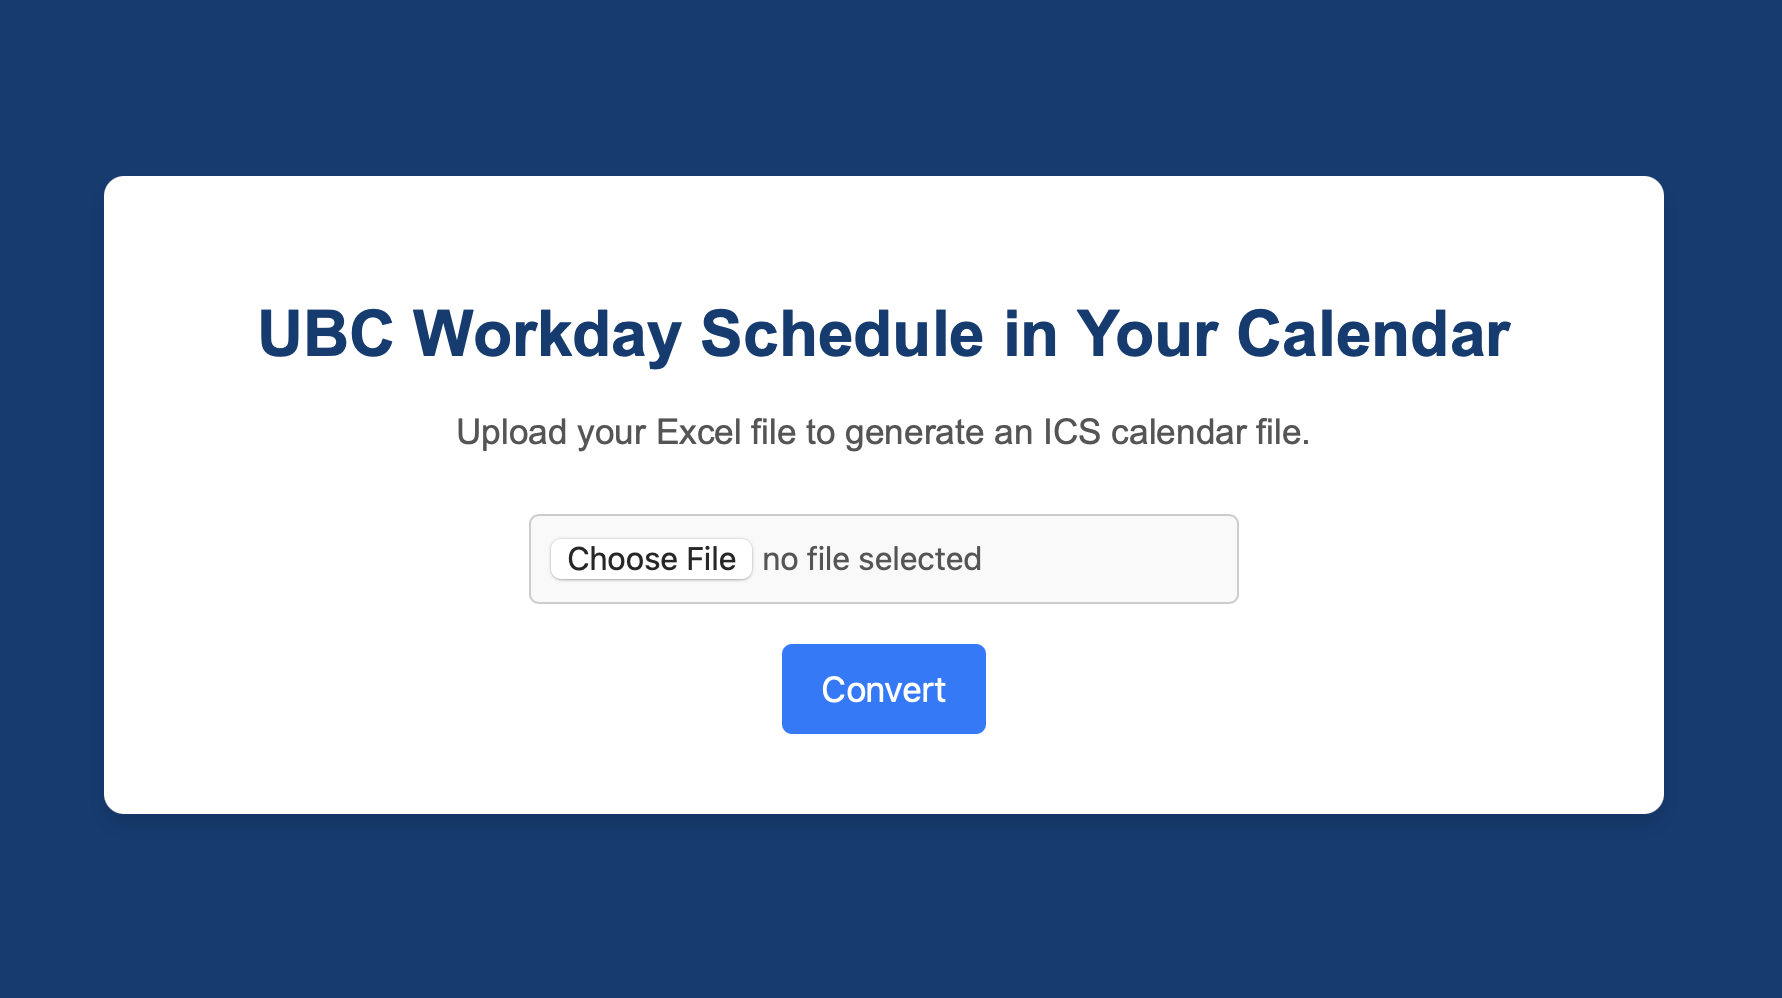 UBC Workday Schedule in Your Calendar
Upload your Excel file to generate an ICS calendar file.
Choose File no file selected
Convert